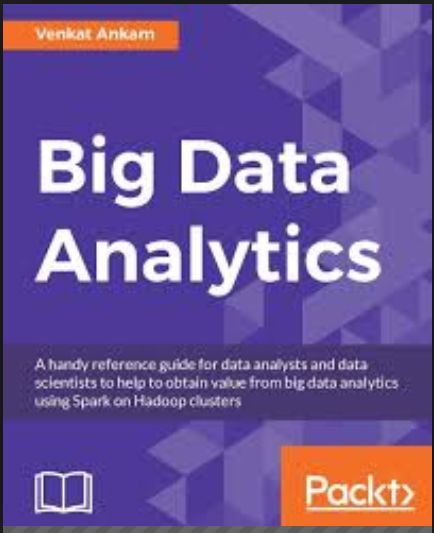 Venkat Ankam
Big Data
Analytics
A handy reference guide for data analysts and data
scientists to help to obtain value from big data analytics
using Spark on Hadoop clusters
Packt>